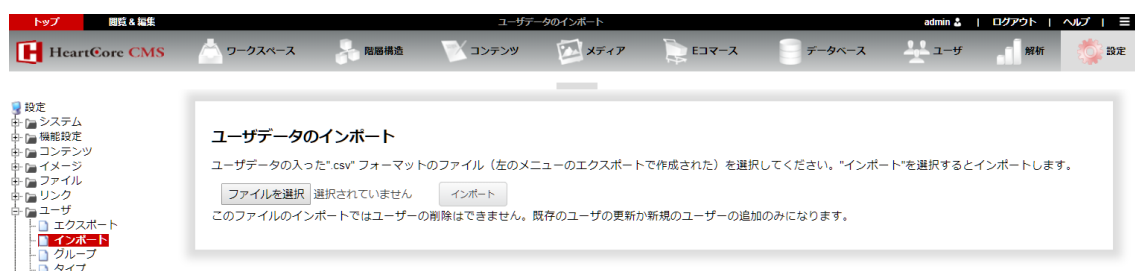 トップ 閲覧 & 編集 ユーザデータのインポート admin | ログアウト | ヘルプ |
HeartCore CMS ワークスペース 階層構造 コンテンツ メディア Eコマース データベース ユーザ 解析 設定
設定
システム
機能設定
コンテンツ
イメージ
ファイル
リンク
ユーザ
エクスポート
インポート
グループ
タイプ
ユーザデータのインポート
ユーザデータの入った".csv" フォーマットのファイル（左のメニューのエクスポートで作成された）を選択してください。"インポート"を選択するとインポートします。
ファイルを選択 選択されていません インポート
このファイルのインポートではユーザーの削除はできません。既存のユーザの更新か新規のユーザーの追加のみになります。